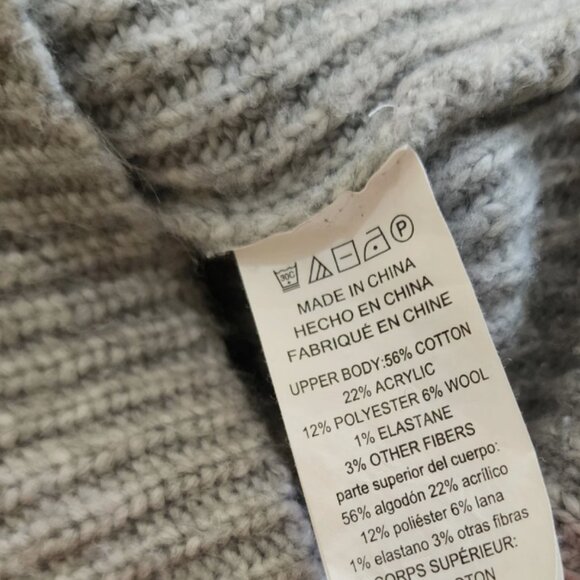 30C
P
MADE IN CHINA
HECHO EN CHINA
FABRIQUÉ EN CHINE
UPPER BODY:56% COTTON
22% ACRYLIC
12% POLYESTER 6% WOOL
1% ELASTANE
3% OTHER FIBERS
parte superior del cuerpo:
56% algodón 22% acrílico
12% poliéster 6% lana
1% elastano 3% otras fibras
CORPS SUPÉRIEUR: